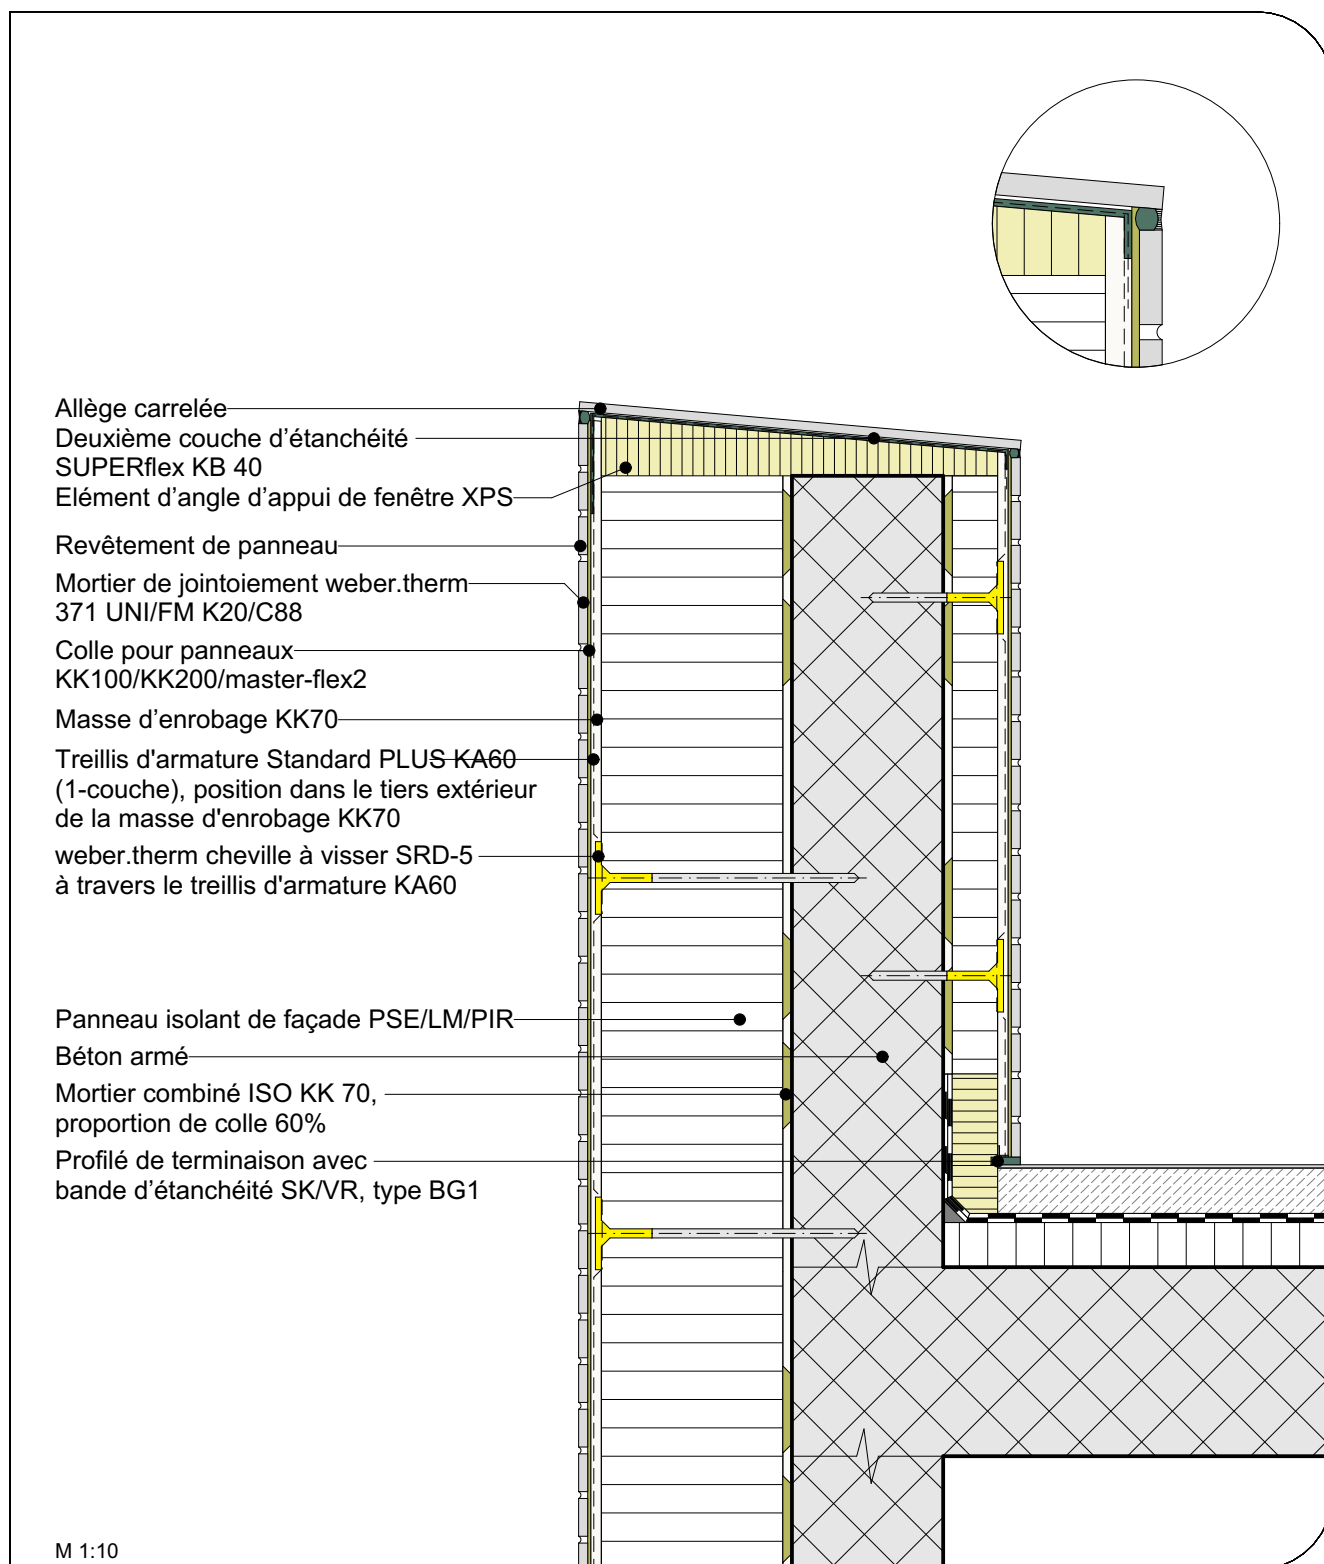 Allège carrelée
Deuxième couche d’étanchéité
SUPERflex KB 40
Elément d’angle d’appui de fenêtre XPS
Revêtement de panneau
Mortier de jointoiement weber.therm
371 UNI/FM K20/C88
Colle pour panneaux
KK100/KK200/master-flex2
Masse d’enrobage KK70
Treillis d'armature Standard PLUS KA60
(1-couche), position dans le tiers extérieur
de la masse d'enrobage KK70
weber.therm cheville à visser SRD-5
à travers le treillis d'armature KA60
Panneau isolant de façade PSE/LM/PIR
Béton armé
Mortier combiné ISO KK 70,
proportion de colle 60%
Profilé de terminaison avec
bande d’étanchéité SK/VR, type BG1
M 1:10